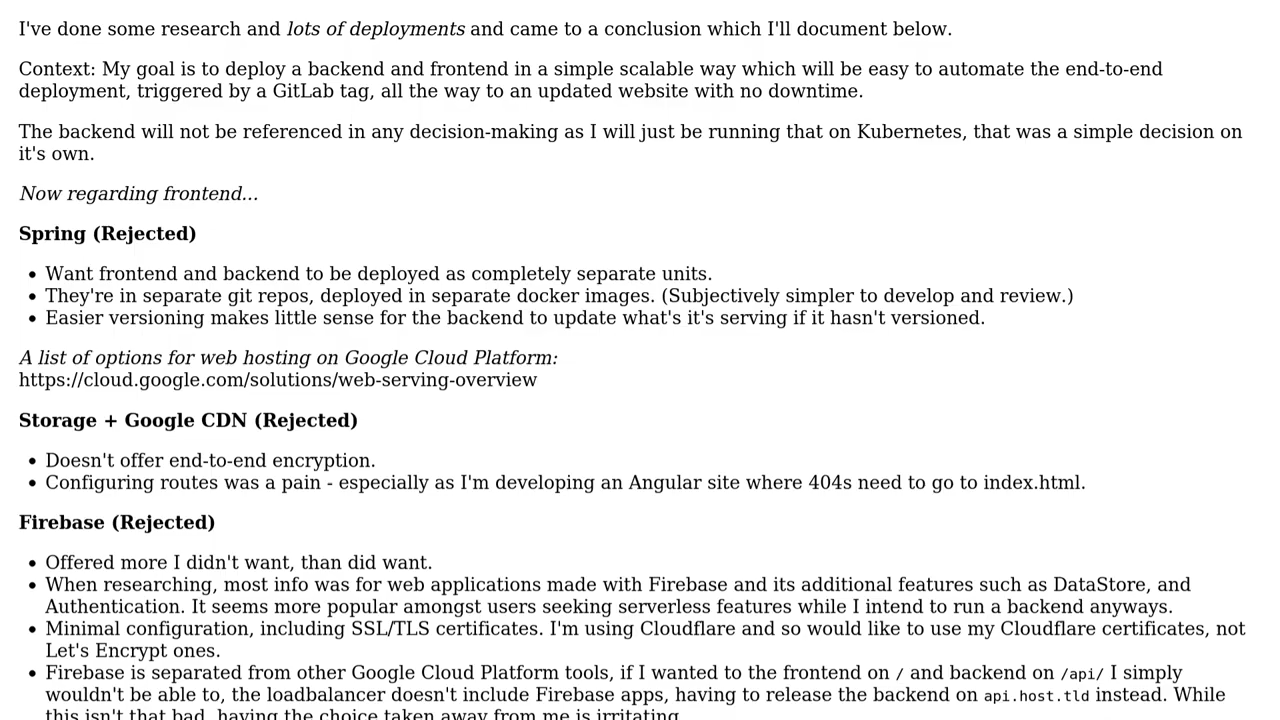 I've done some research and lots of deployments and came to a conclusion which I'll document below.
Context: My goal is to deploy a backend and frontend in a simple scalable way which will be easy to automate the end-to-end
deployment, triggered by a GitLab tag, all the way to an updated website with no downtime.
The backend will not be referenced in any decision-making as I will just be running that on Kubernetes, that was a simple decision on
it's own.
Now regarding frontend...
Spring (Rejected)
• Want frontend and backend to be deployed as completely separate units.
• They're in separate git repos, deployed in separate docker images. (Subjectively simpler to develop and review.)
• Easier versioning makes little sense for the backend to update what's it's serving if it hasn't versioned.
A list of options for web hosting on Google Cloud Platform:
https://cloud.google.com/solutions/web-serving-overview
Storage + Google CDN (Rejected)
• Doesn't offer end-to-end encryption.
• Configuring routes was a pain - especially as I'm developing an Angular site where 404s need to go to index.html.
Firebase (Rejected)
• Offered more I didn't want, than did want.
• When researching, most info was for web applications made with Firebase and its additional features such as DataStore, and
Authentication. It seems more popular amongst users seeking serverless features while I intend to run a backend anyways.
• Minimal configuration, including SSL/TLS certificates. I'm using Cloudflare and so would like to use my Cloudflare certificates, not
Let's Encrypt ones.
• Firebase is separated from other Google Cloud Platform tools, if I wanted to the frontend on / and backend on /api/ I simply
wouldn't be able to, the loadbalancer doesn't include Firebase apps, having to release the backend on api.host.tld instead. While
this isn't that bad, having the choice taken away from me is irritating.